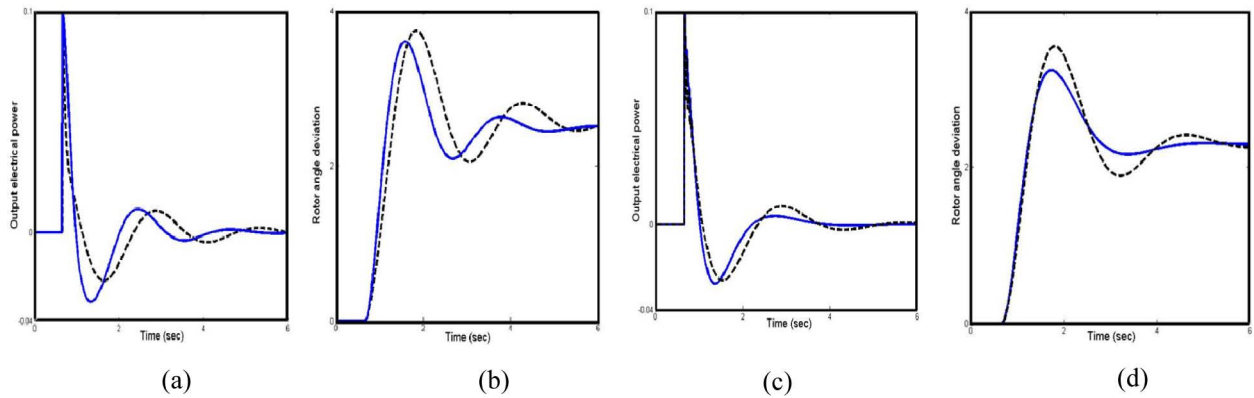 0.1
0
-0.04
0
2
4
6
Output electrical power
Time (sec)
(a)
4
2
0
0
2
4
6
Rotor angle deviation
Time (sec)
(b)
0.1
0
-0.04
0
2
4
6
Output electrical power
Time (sec)
(c)
4
2
0
0
2
4
6
Rotor angle deviation
Time (sec)
(d)